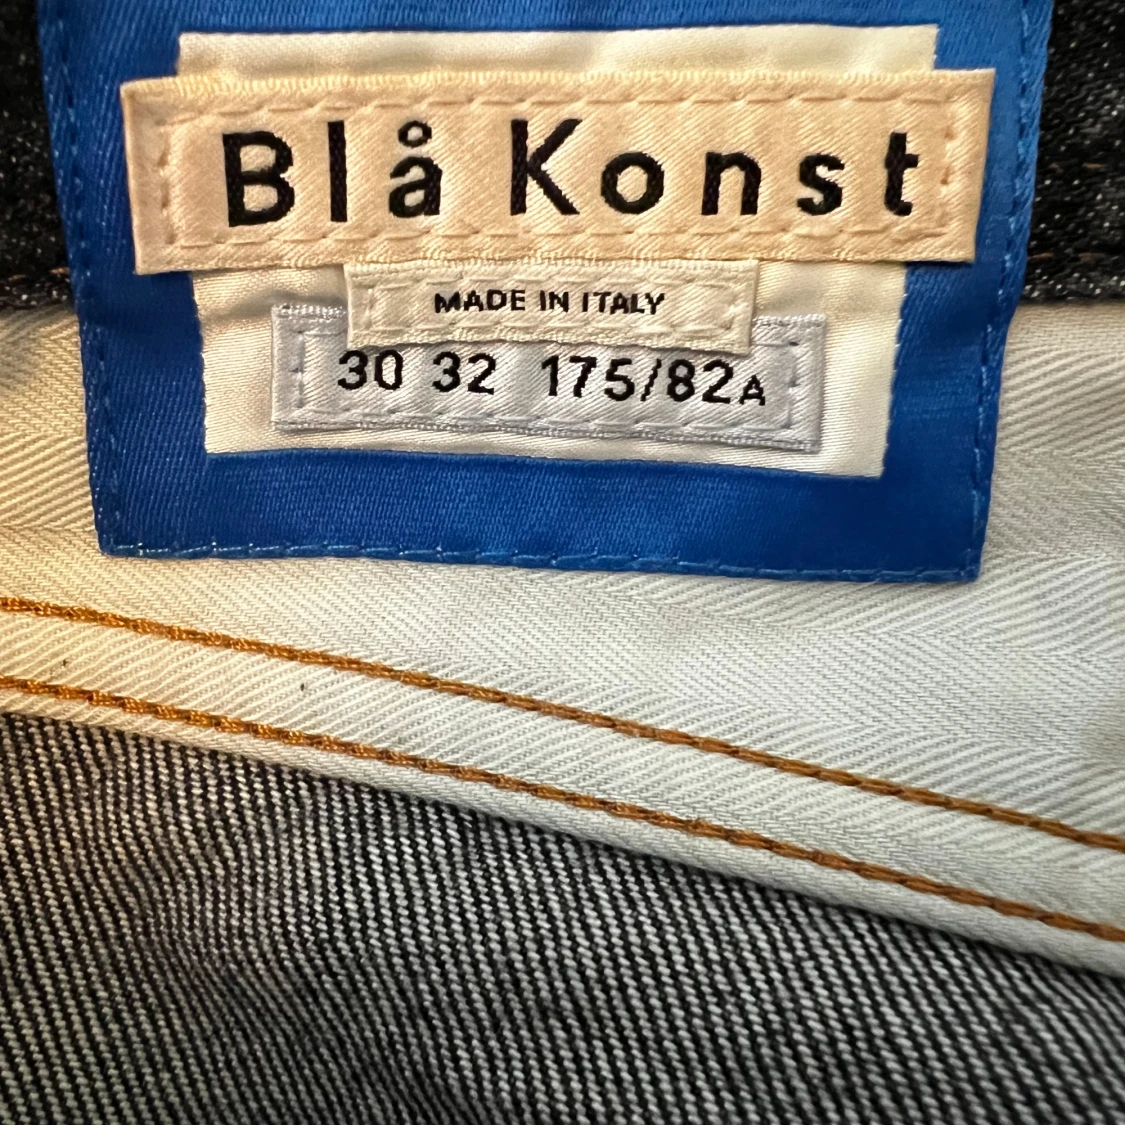 Blå Konst
MADE IN ITALY
30 32 175/82A